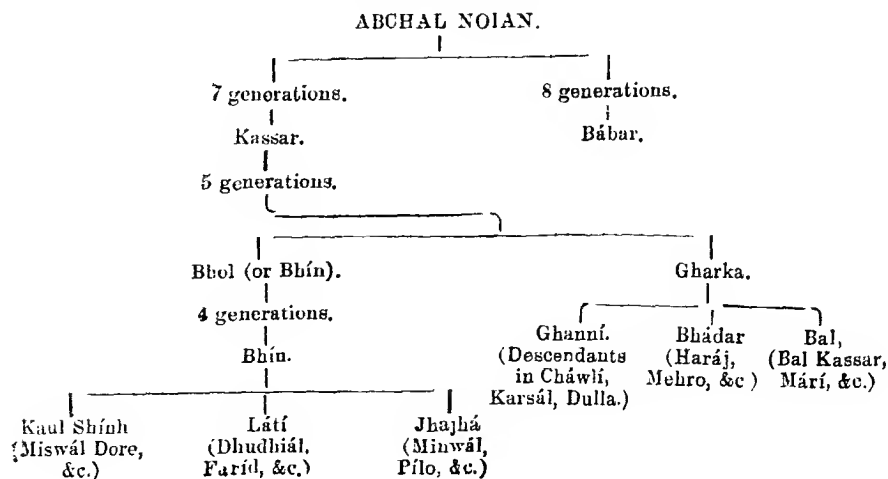 ABCHAL NOIAN.
7 generations.
8 generations.
Kassar.
Bábar.
5 generations.
Bhol (or Bhín).
Gharka.
4 generations.
Bhín.
Ghanní.
(Descendants
in Cháwlí,
Karsál, Dulla.)
Bhádar
(Haráj,
Mehro, &c )
Bal,
(Bal Kassar,
Márí, &c.)
Kaul Shính
(Miswál Dore,
&c.)
Látí
(Dhudhiál,
Faríd, &c.)
Jhajhá
(Minwál,
Pílo, &c.)